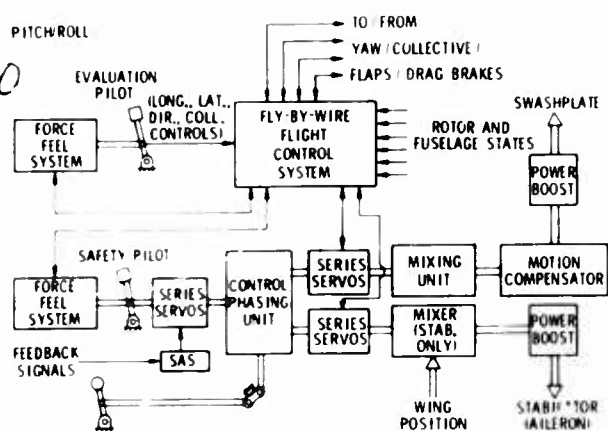 PITCH/ROLL
TO / FROM
YAW / COLLECTIVE /
FLAPS / DRAG BRAKES
EVALUATION
PILOT
(LONG., LAT.,
DIR., COLL.
CONTROLS)
FORCE
FEEL
SYSTEM
FLY-BY-WIRE
FLIGHT
CONTROL
SYSTEM
ROTOR AND
FUSELAGE STATES
SWASHPLATE
POWER
BOOST
SAFETY PILOT
FORCE
FEEL
SYSTEM
SERIES
SERVOS
CONTROL
PHASING
UNIT
SERIES
SERVOS
MIXING
UNIT
MOTION
COMPENSATOR
SERIES
SERVOS
MIXER
(STAB.
ONLY)
POWER
BOOST
FEEDBACK
SIGNALS
SAS
WING
POSITION
(AILERON)